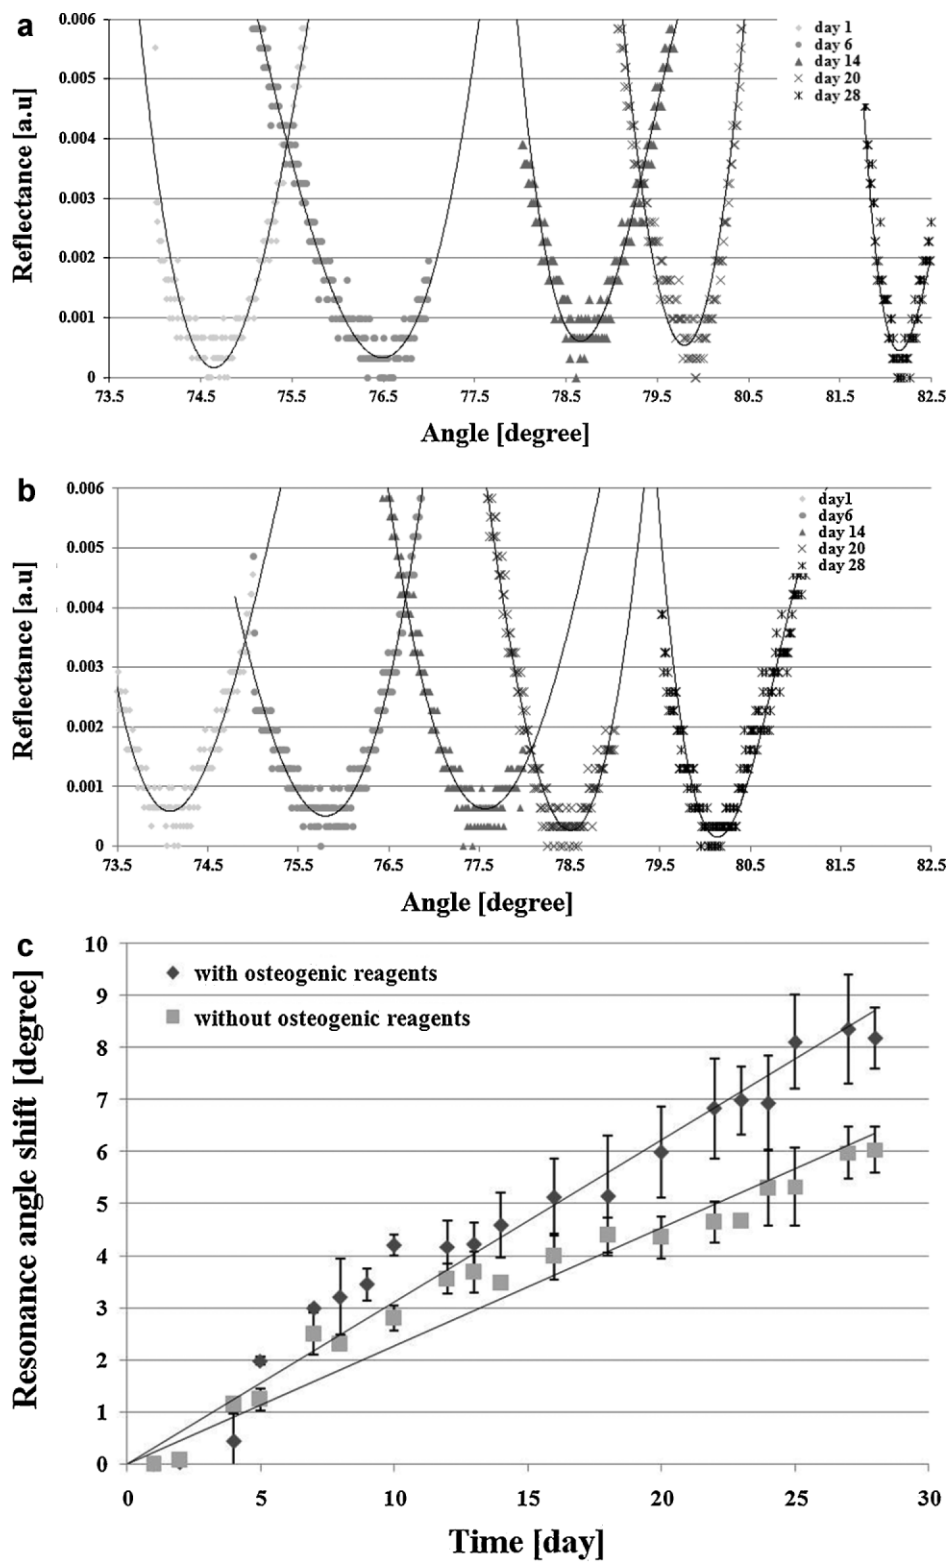 a
0.006
0.005
0.004
0.003
0.002
0.001
0
Reflectance [a.u]
day 1
day 6
day 14
day 20
day 28
73.5 74.5 75.5 76.5 77.5 78.5 79.5 80.5 81.5 82.5
Angle [degree]
b
0.006
0.005
0.004
0.003
0.002
0.001
0
Reflectance [a.u]
day1
day6
day 14
day 20
day 28
73.5 74.5 75.5 76.5 77.5 78.5 79.5 80.5 81.5 82.5
Angle [degree]
c
10
9
8
7
6
5
4
3
2
1
0
Resonance angle shift [degree]
with osteogenic reagents
without osteogenic reagents
0 5 10 15 20 25 30
Time [day]